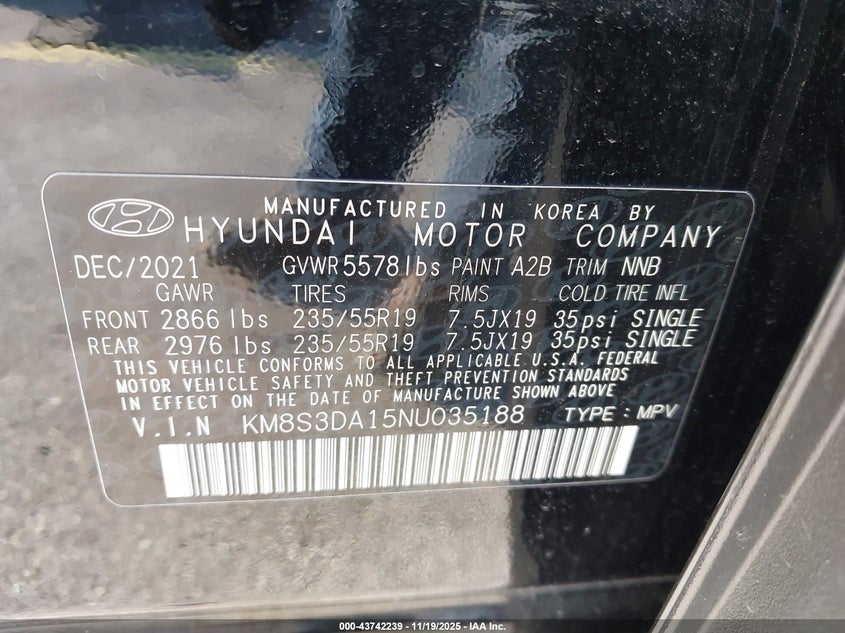 MANUFACTURED IN KOREA BY
HYUNDAI MOTOR COMPANY
DEC/2021 GVWR 5578 lbs PAINT A2B TRIM NNB
GAWR TIRES RIMS COLD TIRE INFL
FRONT 2866 lbs 235/55R19 7.5JX19 35psi SINGLE
REAR 2976 lbs 235/55R19 7.5JX19 35psi SINGLE
THIS VEHICLE CONFORMS TO ALL APPLICABLE U.S.A. FEDERAL
MOTOR VEHICLE SAFETY AND THEFT PREVENTION STANDARDS
IN EFFECT ON THE DATE OF MANUFACTURE SHOWN ABOVE
V.I.N KM8S3DA15NU035188 TYPE : MPV
000-43742239 - 11/19/2025 - IAA Inc.